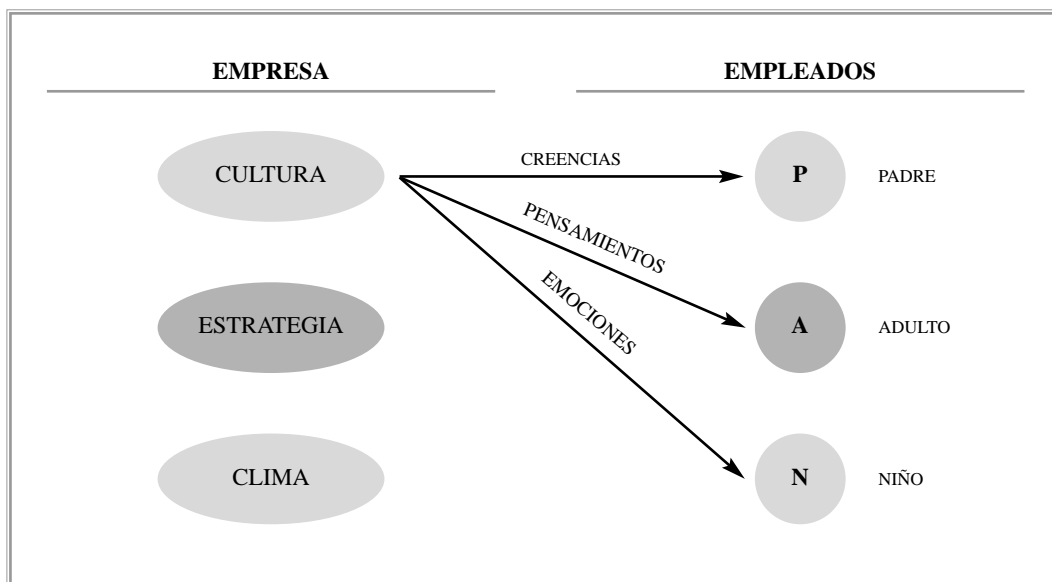 EMPRESA
EMPLEADOS
CULTURA
CREENCIAS
P
PADRE
PENSAMIENTOS
EMOCIONES
ESTRATEGIA
A
ADULTO
CLIMA
N
NIÑO